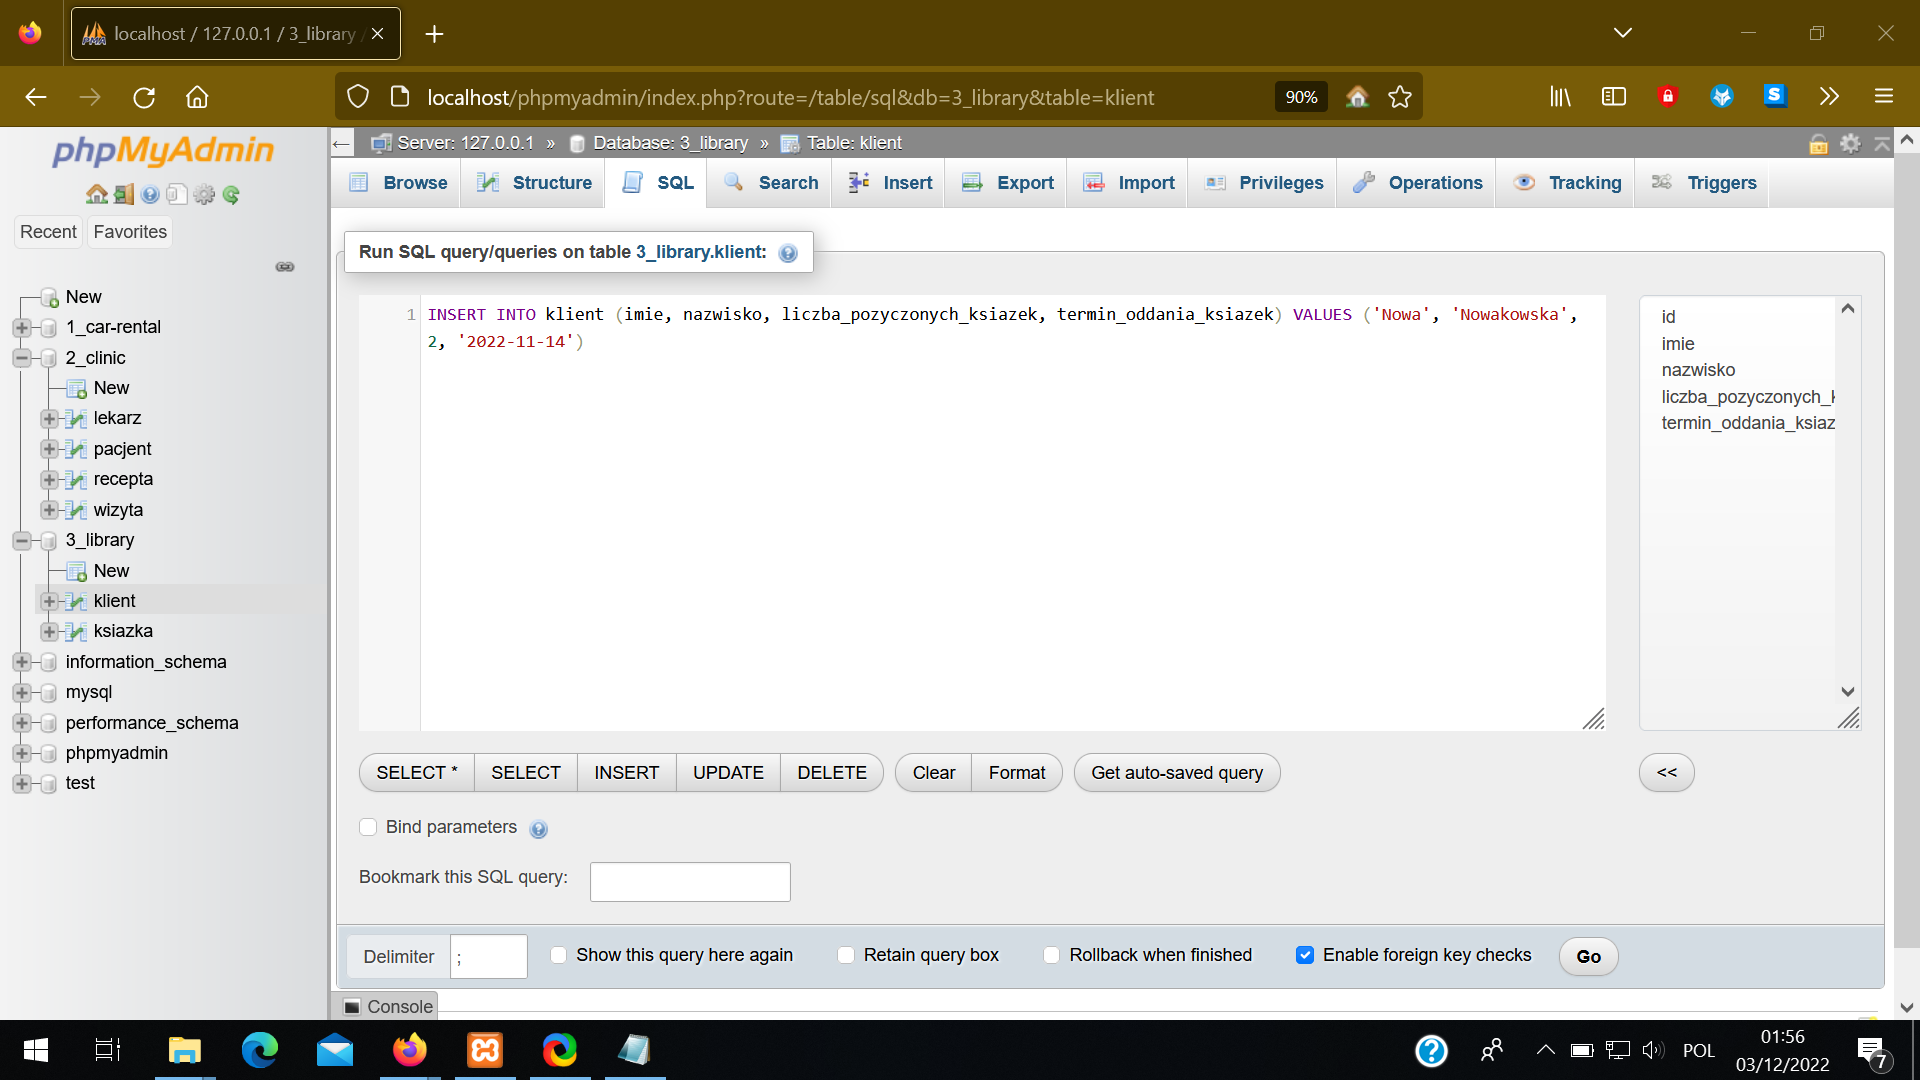 localhost / 127.0.0.1 / 3_library /
localhost/phpmyadmin/index.php?route=/table/sql&db=3_library&table=klient
90%
phpMyAdmin
Recent
Favorites
New
1_car-rental
2_clinic
New
lekarz
pacjent
recepta
wizyta
3_library
New
klient
ksiazka
information_schema
mysql
performance_schema
phpmyadmin
test
Server: 127.0.0.1 » Database: 3_library » Table: klient
Browse
Structure
SQL
Search
Insert
Export
Import
Privileges
Operations
Tracking
Triggers
Run SQL query/queries on table 3_library.klient:
1
INSERT INTO klient (imie, nazwisko, liczba_pozyczonych_ksiazek, termin_oddania_ksiazek) VALUES ('Nowa', 'Nowakowska',
2, '2022-11-14')
id
imie
nazwisko
liczba_pozyczonych_k
termin_oddania_ksiaz
SELECT *
SELECT
INSERT
UPDATE
DELETE
Clear
Format
Get auto-saved query
<<
Bind parameters
Bookmark this SQL query:
Delimiter
;
Show this query here again
Retain query box
Rollback when finished
Enable foreign key checks
Go
Console
POL
01:56
03/12/2022
7